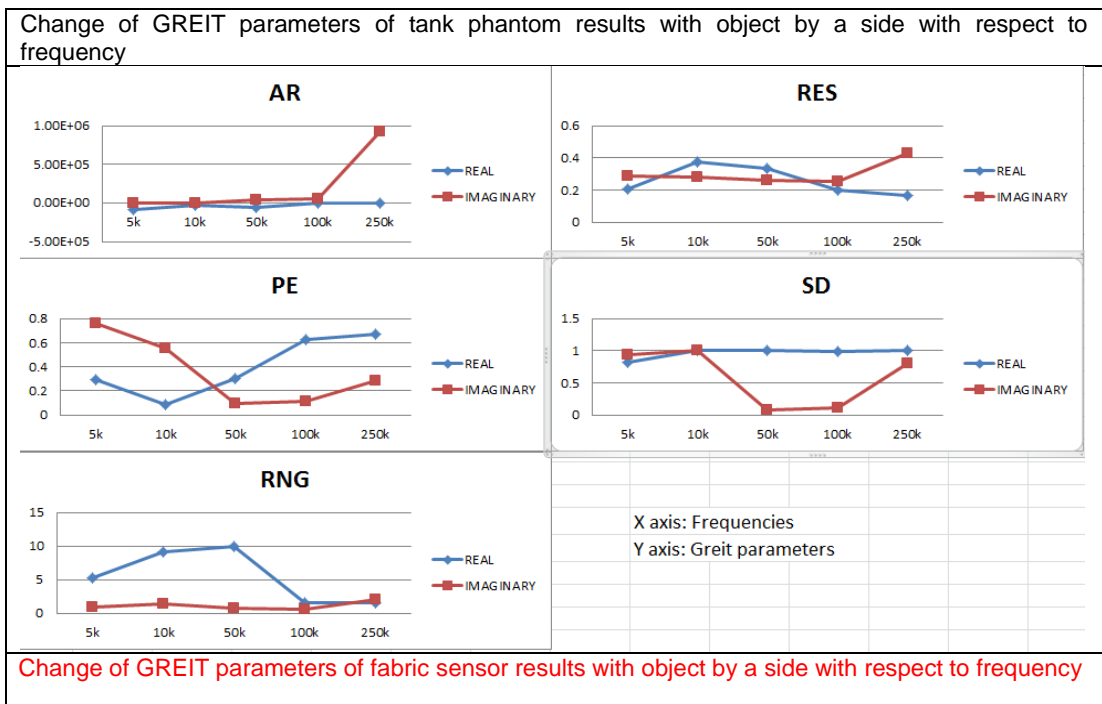 Change of GREIT parameters of tank phantom results with object by a side with respect to
frequency
AR
1.00E+06
5.00E+05
0.00E+00
-5.00E+05
5k 10k 50k 100k 250k
REAL
IMAGINARY
RES
0.6
0.4
0.2
0
5k 10k 50k 100k 250k
REAL
IMAGINARY
PE
0.8
0.6
0.4
0.2
0
5k 10k 50k 100k 250k
REAL
IMAGINARY
SD
1.5
1
0.5
0
5k 10k 50k 100k 250k
REAL
IMAGINARY
RNG
15
10
5
0
5k 10k 50k 100k 250k
REAL
IMAGINARY
X axis: Frequencies
Y axis: Greit parameters
Change of GREIT parameters of fabric sensor results with object by a side with respect to frequency